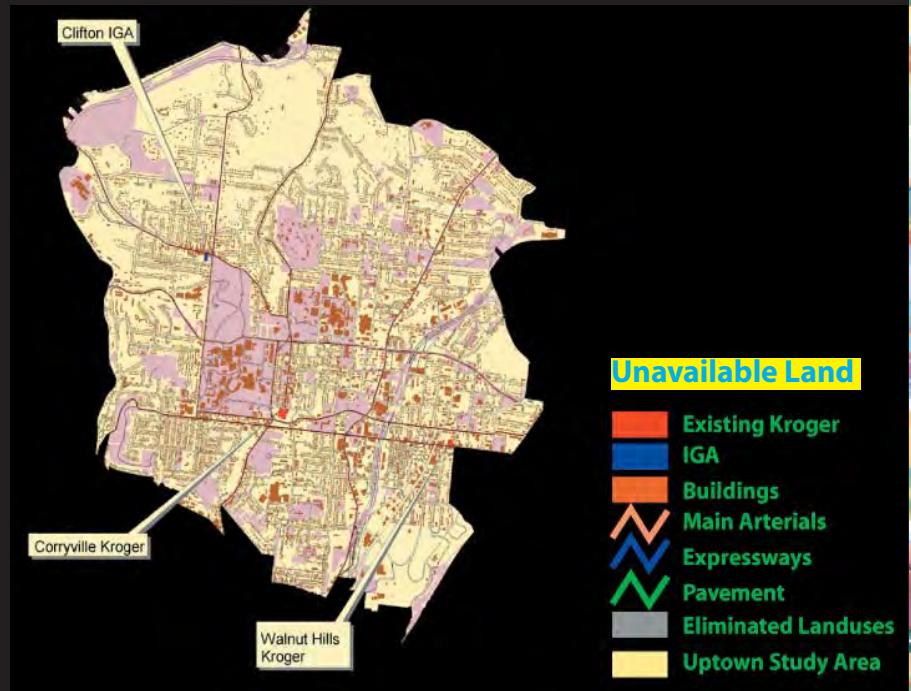 Clifton IGA
Unavailable Land
Existing Kroger
IGA
Buildings
Main Arterials
Expressways
Pavement
Eliminated Landuses
Uptown Study Area
Corryville Kroger
Walnut Hills
Kroger